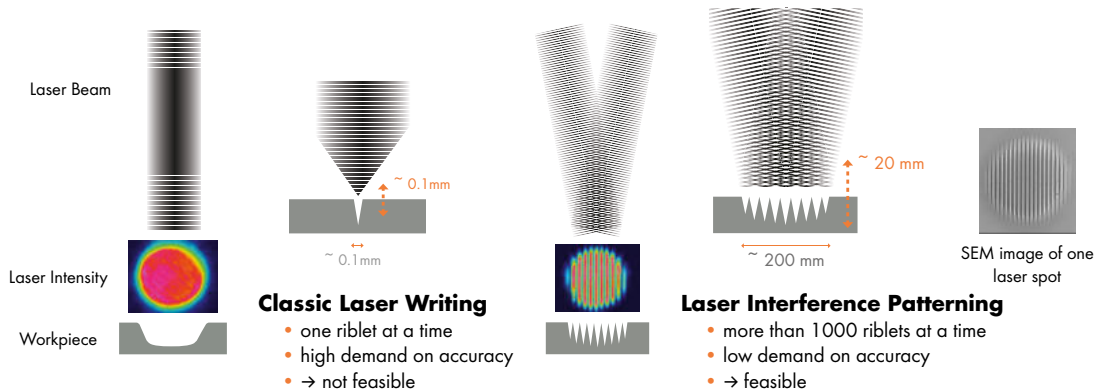 Laser Beam
~ 0.1mm
~ 0.1mm
~ 20 mm
~ 200 mm
SEM image of one
laser spot
Laser Intensity
Workpiece
Classic Laser Writing
• one riblet at a time
• high demand on accuracy
• → not feasible
Laser Interference Patterning
• more than 1000 riblets at a time
• low demand on accuracy
• → feasible